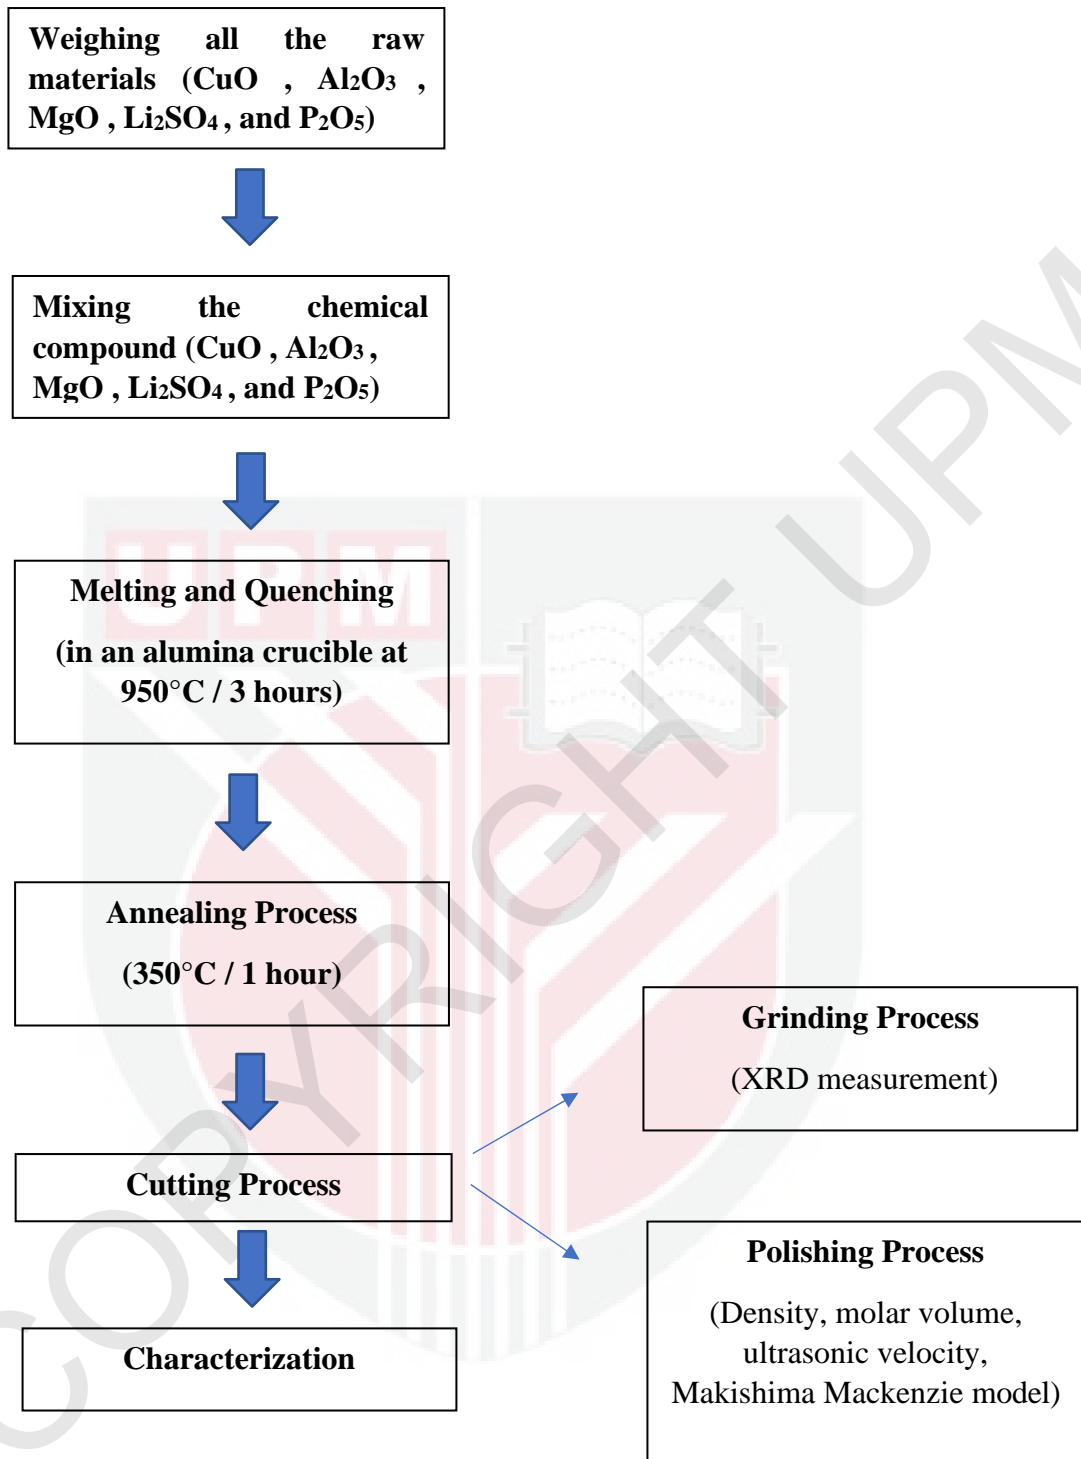 Weighing all the raw
materials (CuO , Al₂O₃ ,
MgO , Li₂SO₄ , and P₂O₅)
Mixing the chemical
compound (CuO , Al₂O₃ ,
MgO , Li₂SO₄ , and P₂O₅)
UPM
Melting and Quenching
(in an alumina crucible at
950°C / 3 hours)
Annealing Process
(350°C / 1 hour)
Grinding Process
(XRD measurement)
Cutting Process
Polishing Process
(Density, molar volume,
ultrasonic velocity,
Makishima Mackenzie model)
Characterization
COPYRIGHT UPM